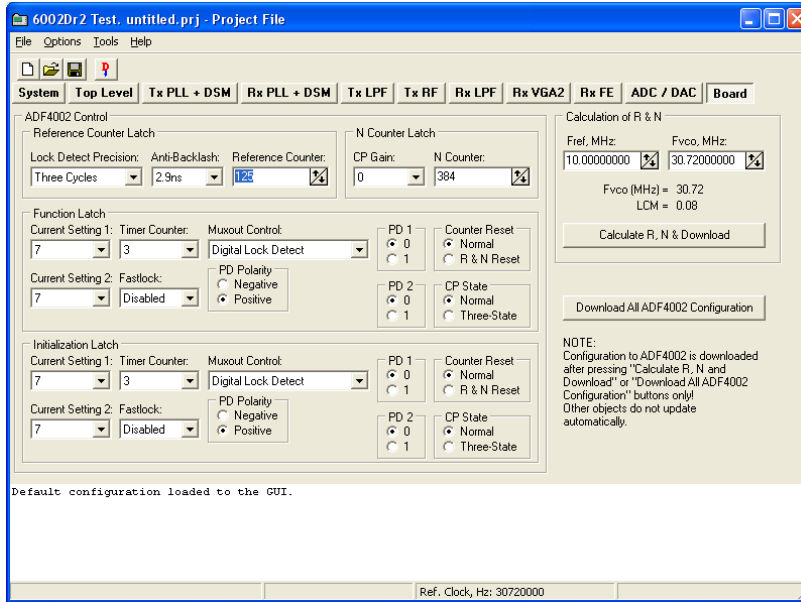 6002Dr2 Test. untitled.prj - Project File
File Options Tools Help
System Top Level Tx PLL + DSM Rx PLL + DSM Tx LPF Tx RF Rx LPF Rx VGA2 Rx FE ADC / DAC Board
ADF4002 Control
Reference Counter Latch
Lock Detect Precision: Anti-Backlash: Reference Counter:
Three Cycles 2.9ns 125
N Counter Latch
CP Gain: N Counter:
0 384
Function Latch
Current Setting 1: Timer Counter: Muxout Control:
7 3 Digital Lock Detect
Current Setting 2: Fastlock:
7 Disabled
PD Polarity
Negative
Positive
PD 1
0
1
Counter Reset
Normal
R & N Reset
PD 2
0
1
CP State
Normal
Three-State
Initialization Latch
Current Setting 1: Timer Counter: Muxout Control:
7 3 Digital Lock Detect
Current Setting 2: Fastlock:
7 Disabled
PD Polarity
Negative
Positive
PD 1
0
1
Counter Reset
Normal
R & N Reset
PD 2
0
1
CP State
Normal
Three-State
Calculation of R & N
Fref, MHz: Fvco, MHz:
10.00000000 30.72000000
Fvco (MHz) = 30.72
LCM = 0.08
Calculate R, N & Download
Download All ADF4002 Configuration
NOTE:
Configuration to ADF4002 is downloaded
after pressing "Calculate R, N and
Download" or "Download All ADF4002
Configuration" buttons only!
Other objects do not update
automatically.
Default configuration loaded to the GUI.
Ref. Clock, Hz: 30720000